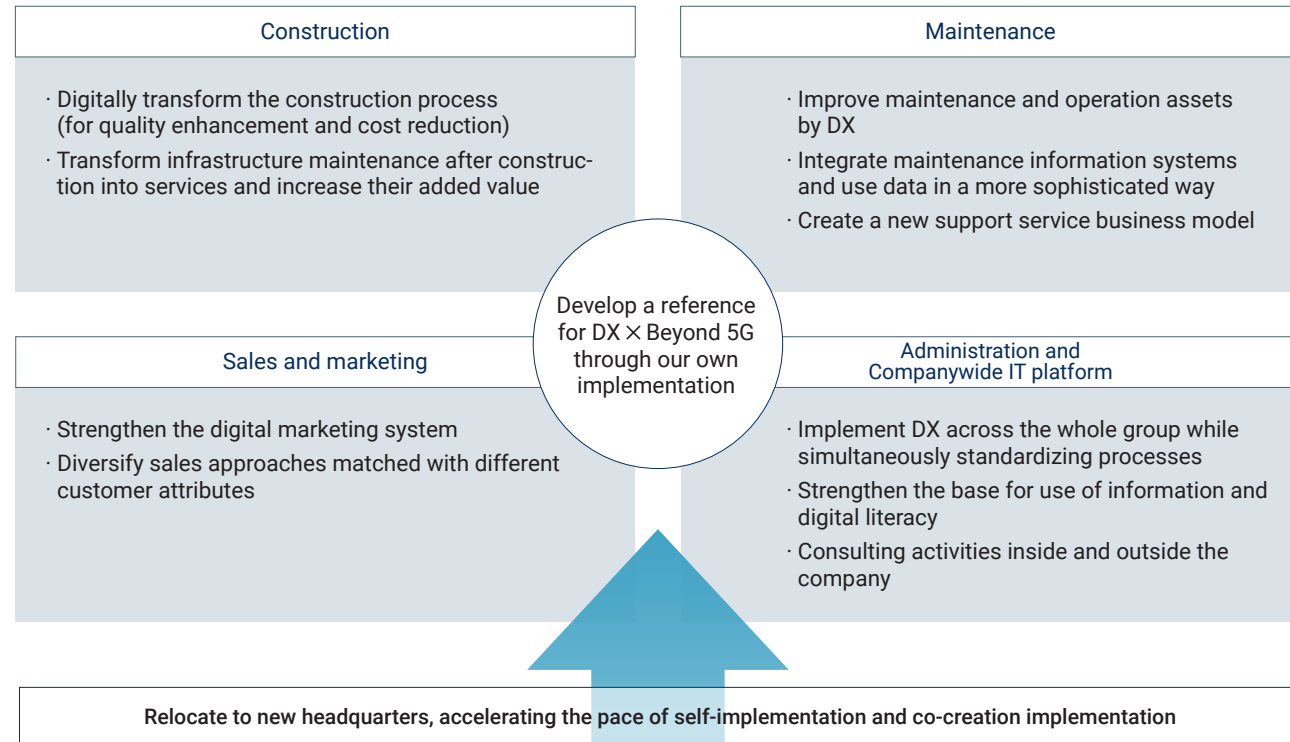 Construction
· Digitally transform the construction process
(for quality enhancement and cost reduction)
· Transform infrastructure maintenance after construc-
tion into services and increase their added value
Maintenance
· Improve maintenance and operation assets
by DX
· Integrate maintenance information systems
and use data in a more sophisticated way
· Create a new support service business model
Develop a reference
for DX × Beyond 5G
through our own
implementation
Sales and marketing
· Strengthen the digital marketing system
· Diversify sales approaches matched with different
customer attributes
Administration and
Companywide IT platform
· Implement DX across the whole group while
simultaneously standardizing processes
· Strengthen the base for use of information and
digital literacy
· Consulting activities inside and outside the
company
Relocate to new headquarters, accelerating the pace of self-implementation and co-creation implementation